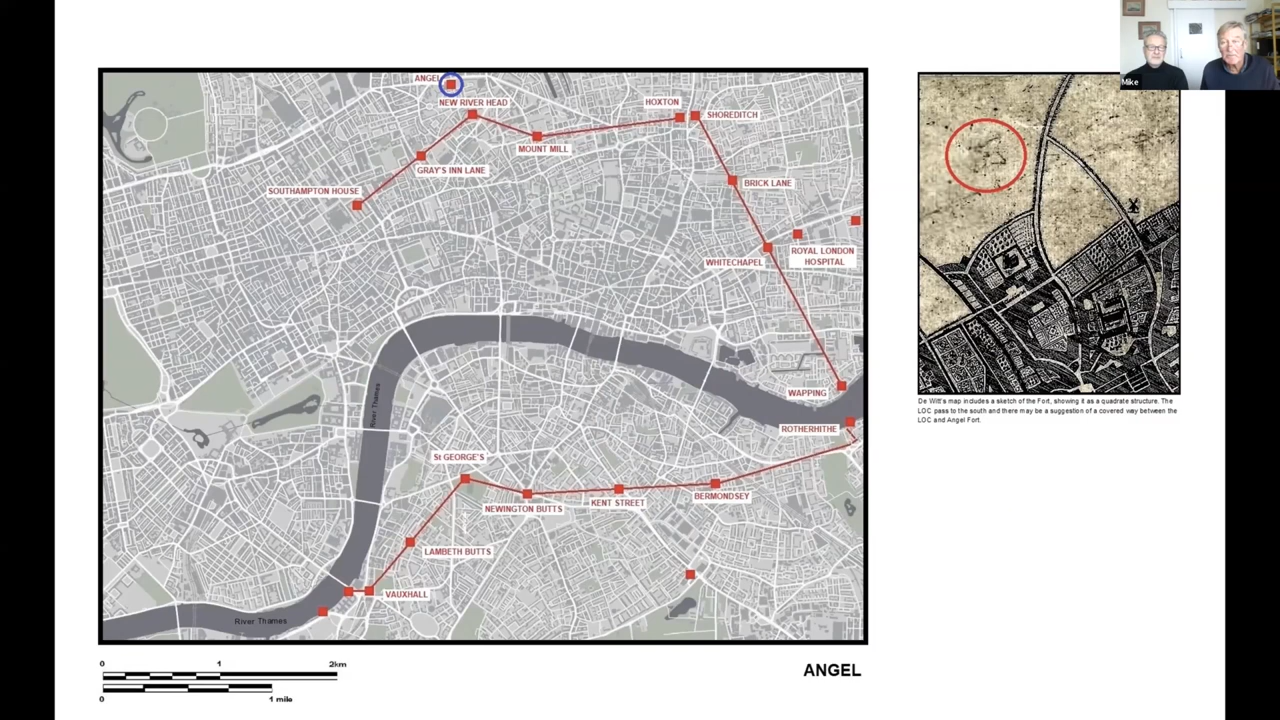 Mike
ANGEL
NEW RIVER HEAD
HOXTON
SHOREDITCH
MOUNT MILL
GRAY'S INN LANE
SOUTHAMPTON HOUSE
BRICK LANE
ROYAL LONDON
HOSPITAL
WHITECHAPEL
WAPPING
ROTHERHITHE
River Thames
St GEORGE'S
BERMONDSEY
KENT STREET
NEWINGTON BUTTS
LAMBETH BUTTS
VAUXHALL
River Thames
De Witt's map includes a sketch of the Fort, showing it as a quadrate structure. The
LOC pass to the south and there may be a suggestion of a covered way between the
LOC and Angel Fort.
0 1 2km
0 1 mile
ANGEL